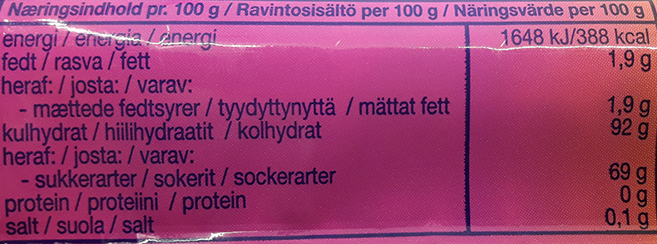 Næringsindhold pr. 100 g / Ravintosisältö per 100 g / Näringsvärde per 100 g
energi / energia / energi 1648 kJ/388 kcal
fedt / rasva / fett 1,9 g
heraf: / josta: / varav:
- mættede fedtsyrer / tyydyttynyttä / mättat fett 1,9 g
kulhydrat / hiilihydraatit / kolhydrat 92 g
heraf: / josta: / varav:
- sukkerarter / sokerit / sockerarter 69 g
protein / proteiini / protein 0 g
salt / suola / salt 0,1 g